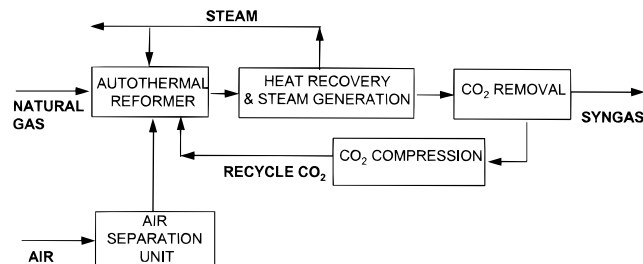 STEAM
AUTOTHERMAL
REFORMER
HEAT RECOVERY
& STEAM GENERATION
CO₂ REMOVAL
NATURAL
GAS
SYNGAS
CO₂ COMPRESSION
RECYCLE CO₂
AIR
SEPARATION
UNIT
AIR